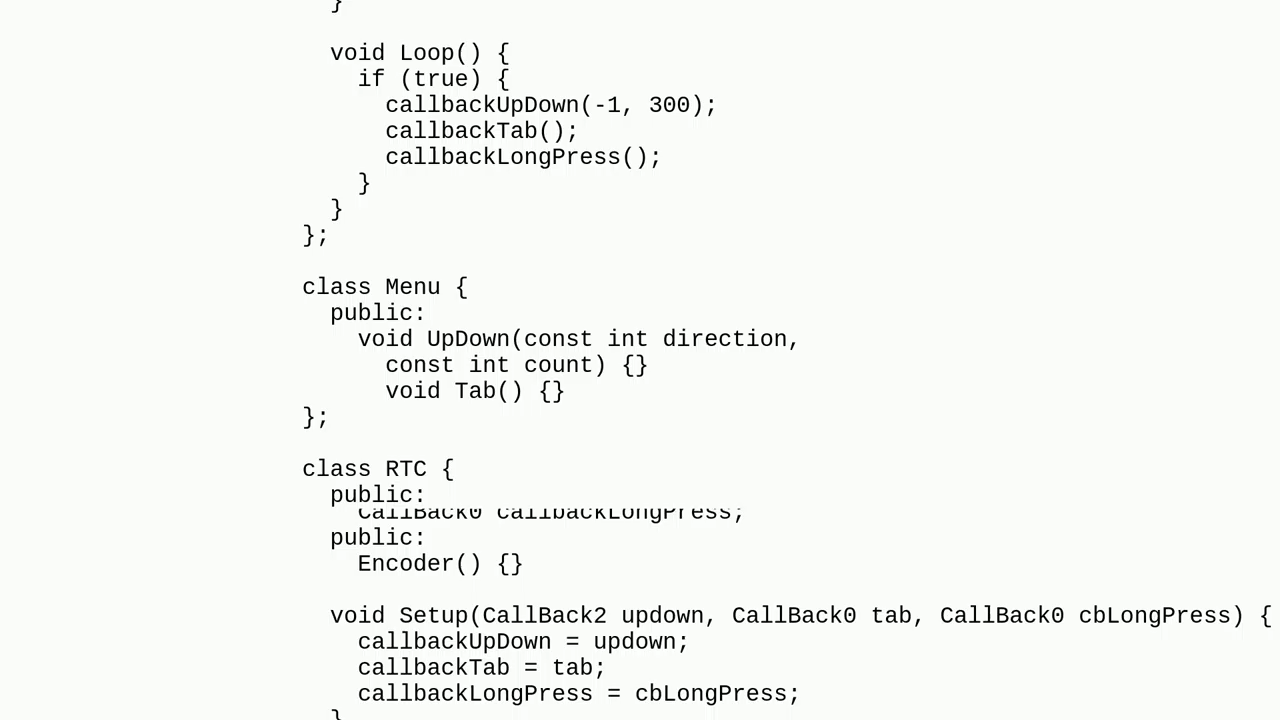 }

  void Loop() {
    if (true) {
      callbackUpDown(-1, 300);
      callbackTab();
      callbackLongPress();
    }
  }
};

class Menu {
  public:
    void UpDown(const int direction,
      const int count) {}
      void Tab() {}
};

class RTC {
  public:
    CallBack0 callbackLongPress;
  public:
    Encoder() {}

  void Setup(CallBack2 updown, CallBack0 tab, CallBack0 cbLongPress) {
    callbackUpDown = updown;
    callbackTab = tab;
    callbackLongPress = cbLongPress;
  }